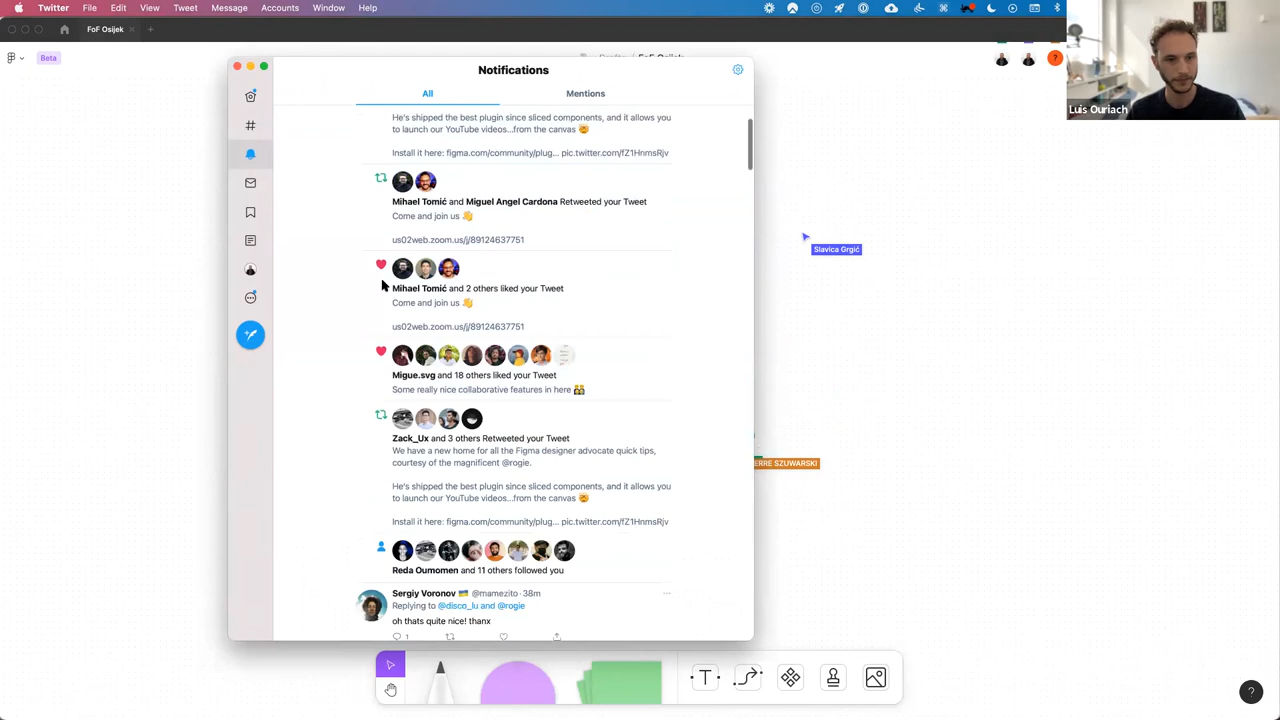 Twitter Message Accounts Window Help
FoF Osijek
Beta
Luis Ouriach
Notifications
All Mentions
He's shipped the best plugin since sliced components, and it allows you
to launch our YouTube videos...from the canvas 🤯
Install it here: figma.com/community/plug... pic.twitter.com/fZ1HnmsRjv
Mihael Tomić and Miguel Angel Cardona Retweeted your Tweet
Come and join us 👋
us02web.zoom.us/j/89124637751
Slavica Grgić
Mihael Tomić and 2 others liked your Tweet
Come and join us 👋
us02web.zoom.us/j/89124637751
Migue.svg and 18 others liked your Tweet
Some really nice collaborative features in here 👯
Zack_Ux and 3 others Retweeted your Tweet
We have a new home for all the Figma designer advocate quick tips,
courtesy of the magnificent @rogie.
ERRE SZUWARSKI
He's shipped the best plugin since sliced components, and it allows you
to launch our YouTube videos...from the canvas 🤯
Install it here: figma.com/community/plug... pic.twitter.com/fZ1HnmsRjv
Reda Oumomen and 11 others followed you
Sergiy Voronov 🇺🇦 @mamezito · 38m
Replying to @disco_lu and @rogie
oh thats quite nice! thanx
1
T
?